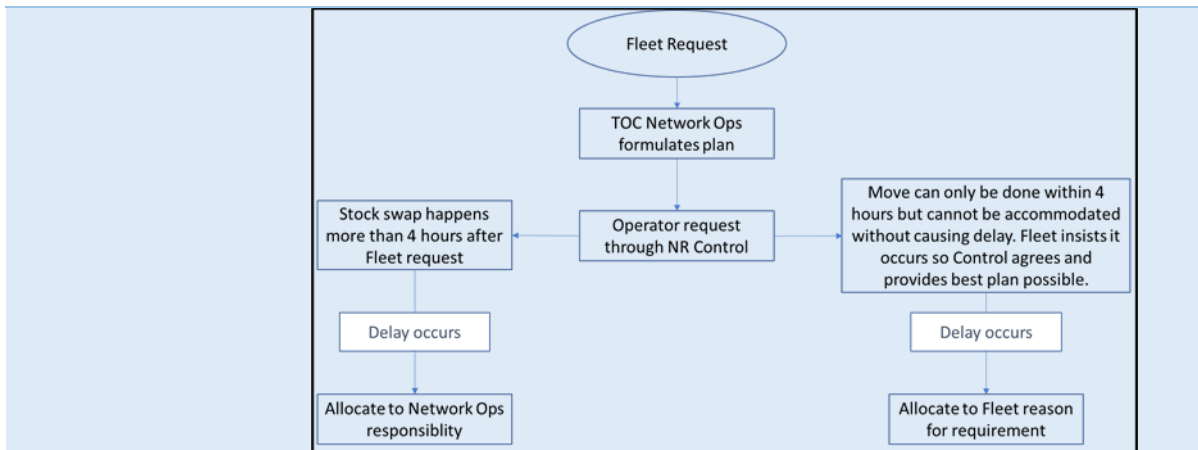 Fleet Request
TOC Network Ops
formulates plan
Operator request
through NR Control
Stock swap happens
more than 4 hours after
Fleet request
Delay occurs
Allocate to Network Ops
responsiblity
Move can only be done within 4
hours but cannot be accommodated
without causing delay. Fleet insists it
occurs so Control agrees and
provides best plan possible.
Delay occurs
Allocate to Fleet reason
for requirement